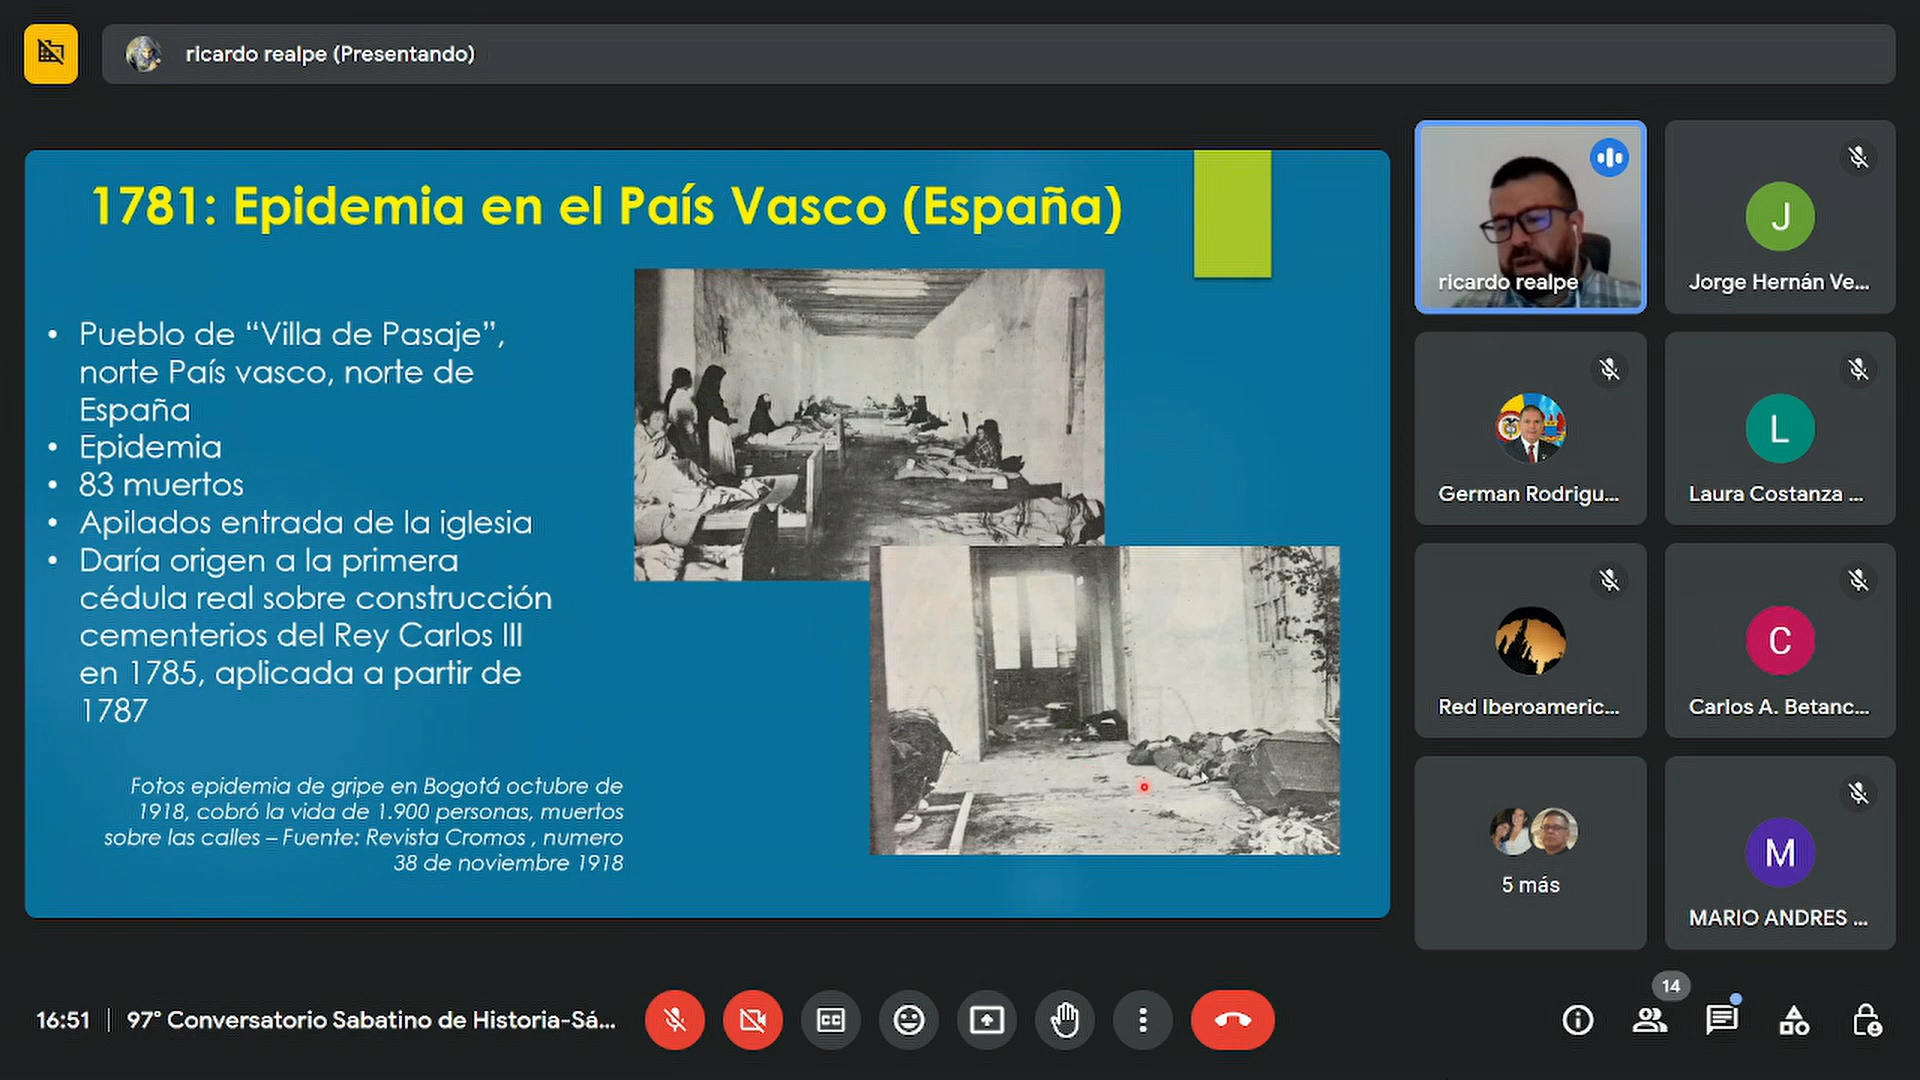 ricardo realpe (Presentando)
1781: Epidemia en el País Vasco (España)
• Pueblo de “Villa de Pasaje”,
norte País vasco, norte de
España
• Epidemia
• 83 muertos
• Apilados entrada de la iglesia
• Daría origen a la primera
cédula real sobre construcción
cementerios del Rey Carlos III
en 1785, aplicada a partir de
1787
Fotos epidemia de gripe en Bogotá octubre de
1918, cobró la vida de 1.900 personas, muertos
sobre las calles – Fuente: Revista Cromos , numero
38 de noviembre 1918
ricardo realpe
J
Jorge Hernán Ve...
German Rodrigu...
L
Laura Costanza ...
Red Iberoameric...
C
Carlos A. Betanc...
5 más
M
MARIO ANDRES ...
16:51
97° Conversatorio Sabatino de Historia-Sá...
CC
14